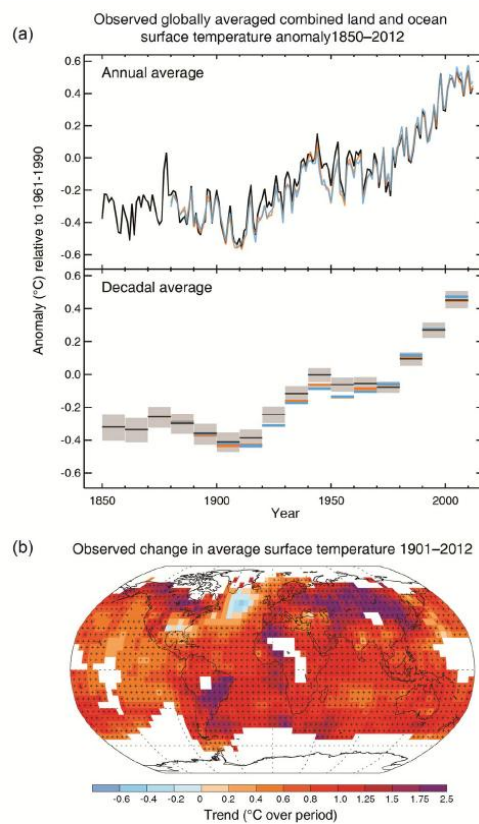 (a)
Observed globally averaged combined land and ocean
surface temperature anomaly1850–2012
Annual average
0.6
0.4
0.2
0.0
-0.2
-0.4
-0.6
Anomaly (°C) relative to 1961-1990
Decadal average
0.4
0.2
0.0
-0.2
-0.4
-0.6
1850 1900 1950 2000
Year
(b) Observed change in average surface temperature 1901–2012
-0.6 -0.4 -0.2 0 0.2 0.4 0.6 0.8 1.0 1.25 1.5 1.75 2.5
Trend (°C over period)